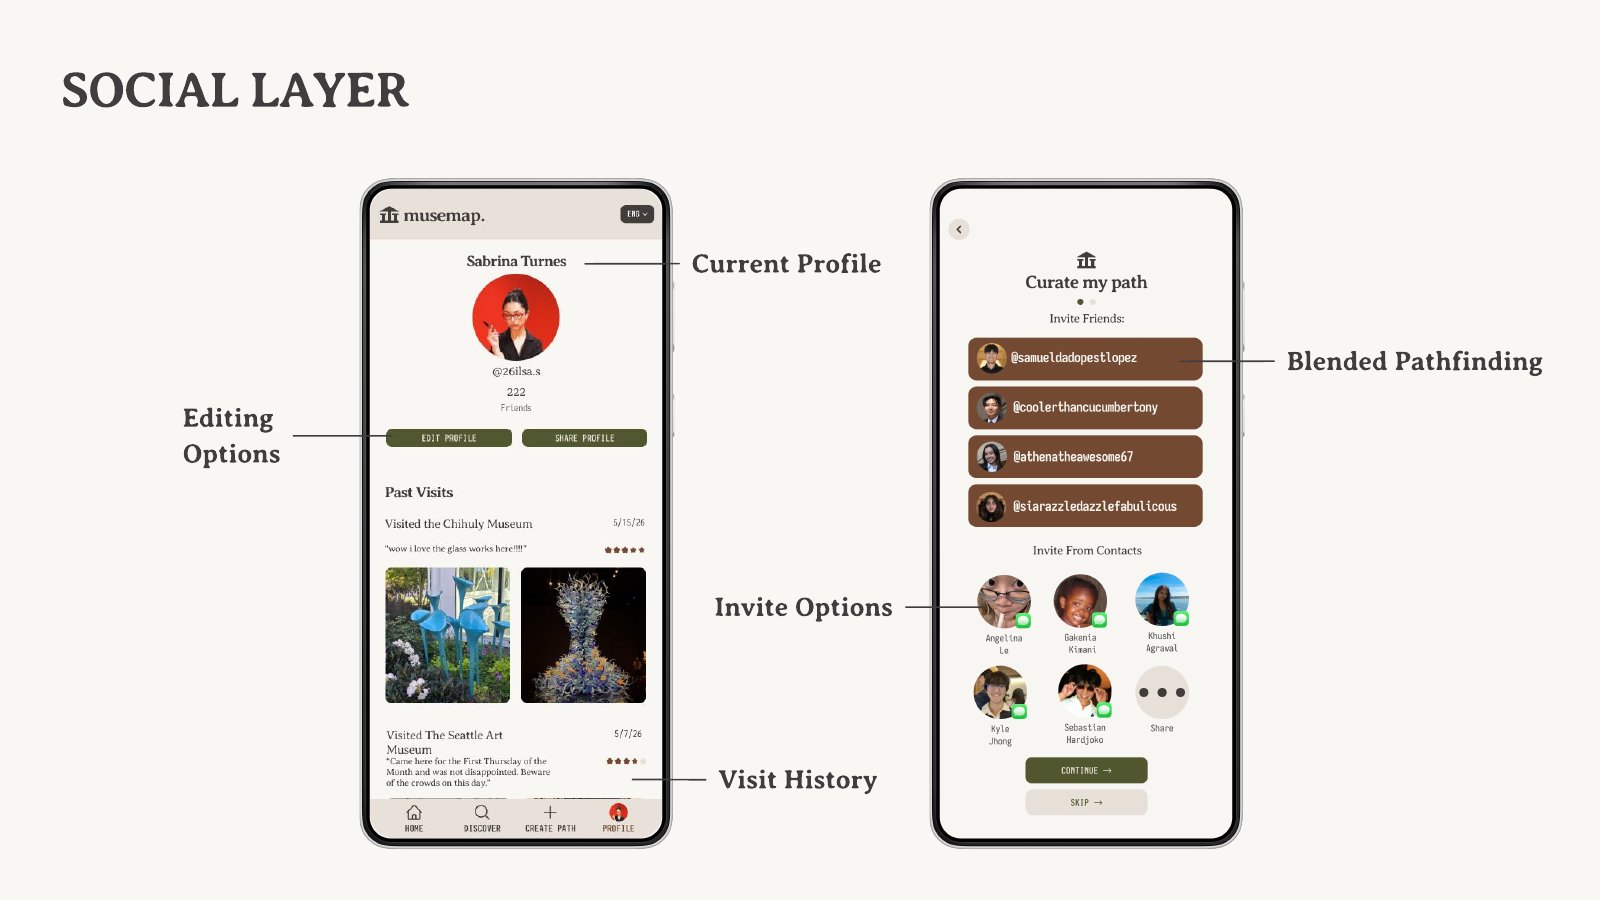 SOCIAL LAYER
musemap.
ENG
Sabrina Turnes
Current Profile
@26ilsa.s
222
Friends
Editing
Options
EDIT PROFILE
SHARE PROFILE
Past Visits
Visited the Chihuly Museum
5/15/26
"wow i love the glass works here!!!!"
Visited The Seattle Art
Museum
5/7/26
"Came here for the First Thursday of the
Month and was not disappointed. Beware
of the crowds on this day."
Visit History
HOME
DISCOVER
CREATE PATH
PROFILE
Curate my path
Invite Friends:
@samueldadopestlopez
Blended Pathfinding
@coolerthancucumbertony
@athenatheawesome67
@siarazzledazzlefabulicous
Invite From Contacts
Invite Options
Angelina
Le
Gakenia
Kimani
Khushi
Agrawal
Kyle
Jhong
Sebastian
Hardjoko
Share
CONTINUE →
SKIP →